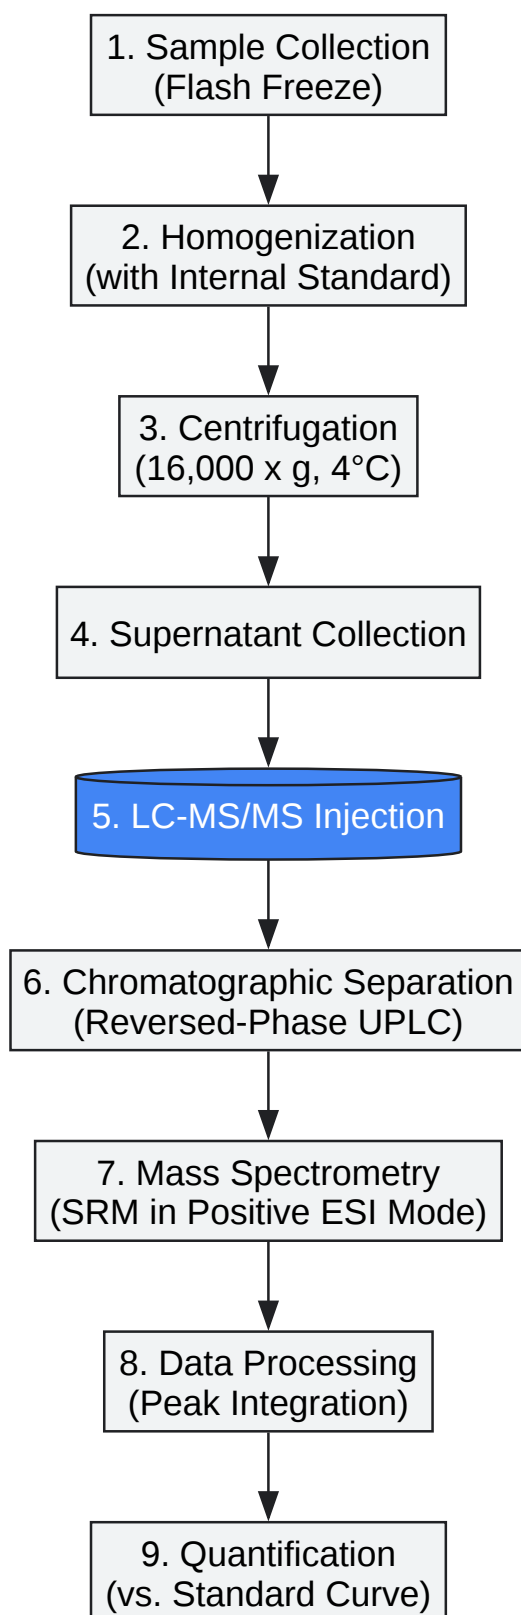 1. Sample Collection
(Flash Freeze)
2. Homogenization
(with Internal Standard)
3. Centrifugation
(16,000 x g, 4°C)
4. Supernatant Collection
5. LC-MS/MS Injection
6. Chromatographic Separation
(Reversed-Phase UPLC)
7. Mass Spectrometry
(SRM in Positive ESI Mode)
8. Data Processing
(Peak Integration)
9. Quantification
(vs. Standard Curve)